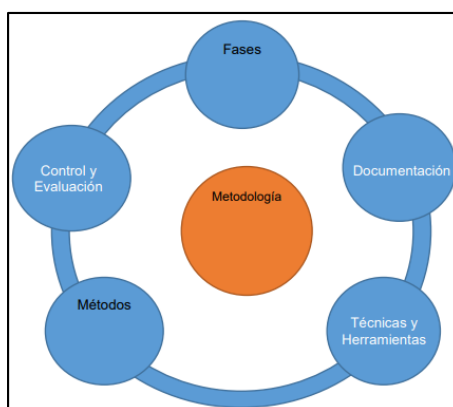 Fases
Control y
Evaluación
Documentación
Metodología
Métodos
Técnicas y
Herramientas